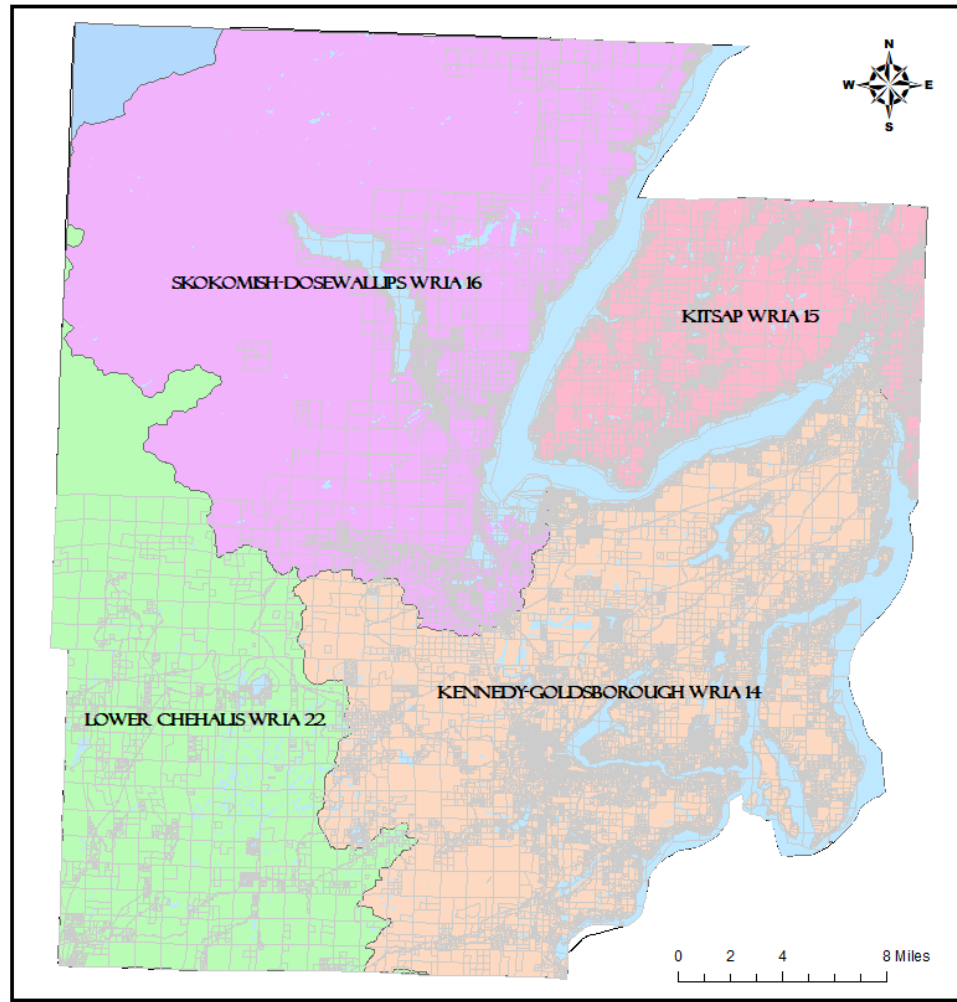 N
W E
S
SKOKOMISH-DOSEWALLIPS WRIA 16
KITSAP WRIA 15
KENNEDY-GOLDSBOROUGH WRIA 14
LOWER CHEHALIS WRIA 22
0 2 4 8 Miles